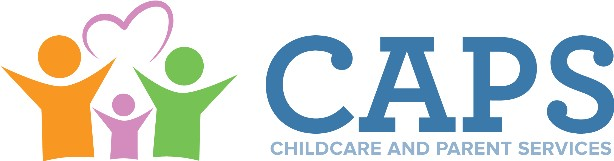 CAPS
CHILDCARE AND PARENT SERVICES